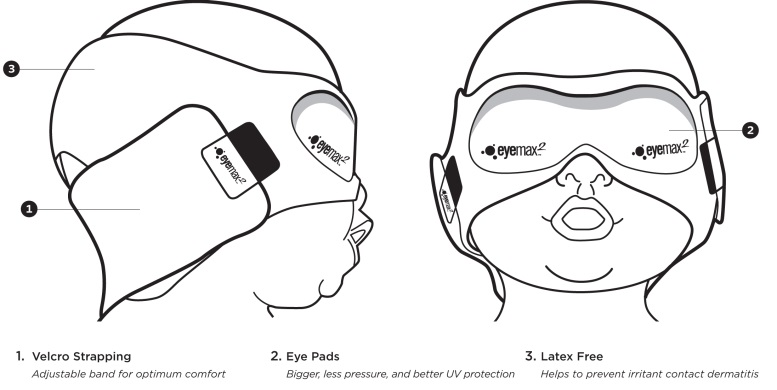 3
1
eyemax2
eyemax2
eyemax2
eyemax2
eyemax2
2
1. Velcro Strapping
Adjustable band for optimum comfort
2. Eye Pads
Bigger, less pressure, and better UV protection
3. Latex Free
Helps to prevent irritant contact dermatitis